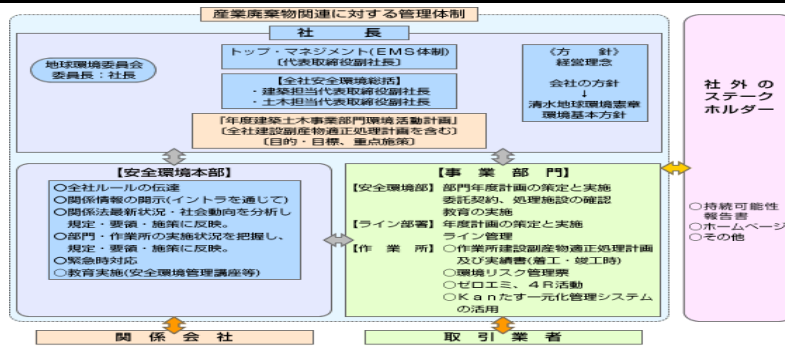 産業廃棄物関連に対する管理体制
社長
地球環境委員会
委員長：社長
トップ・マネジメント(EMS体制)
〔代表取締役副社長〕
【全社安全環境総括】
・建築担当代表取締役副社長
・土木担当代表取締役副社長
「年度建築土木事業部門環境活動計画」
〔全社建設副産物適正処理計画を含む〕
〔目的・目標、重点施策〕
《方針》
経営理念
会社の方針
↓
清水地球環境憲章
環境基本方針
社外の
ステーク
ホルダー
○持続可能性
報告書
○ホームページ
○その他
【安全環境本部】
○全社ルールの伝達
○関係情報の開示(イントラを通じて)
○関係法最新状況・社会動向を分析し
規定・要領・施策に反映。
○部門・作業所の実施状況を把握し、
規定・要領・施策に反映。
○緊急時対応
○教育実施(安全環境管理講座等)
【事業部門】
【安全環境部】部門年度計画の策定と実施
委託契約、処理施設の確認
教育の実施
【ライン部署】年度計画の策定と実施
ライン管理
【作業所】○作業所建設副産物適正処理計画
及び実績書(着工・竣工時)
○環境リスク管理票
○ゼロエミ、４Ｒ活動
○Ｋａｎたす一元化管理システム
の活用
関係会社
取引業者